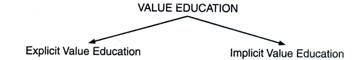 VALUE EDUCATION
Explicit Value Education
Implicit Value Education